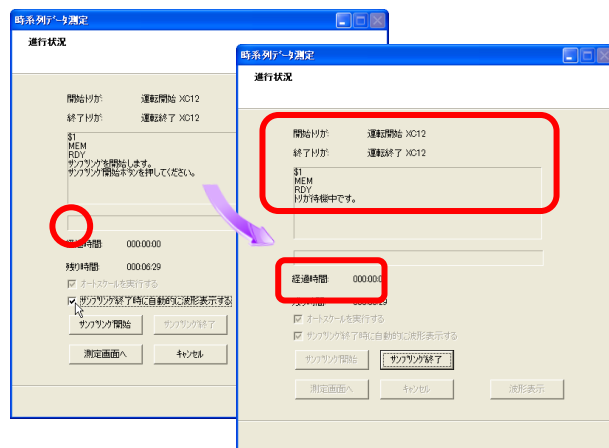 時系列ﾃﾞｰﾀ測定
進行状況
開始ﾄﾘｶﾞ: 運転開始 XC12
終了ﾄﾘｶﾞ: 運転終了 XC12
$1
MEM
RDY
ｻﾝﾌﾟﾘﾝｸﾞを開始します。
ｻﾝﾌﾟﾘﾝｸﾞ開始ﾎﾞﾀﾝを押してください。
経過時間: 000:00:00
残り時間: 000:06:29
オートスケールを実行する
ｻﾝﾌﾟﾘﾝｸﾞ終了時に自動的に波形表示する
ｻﾝﾌﾟﾘﾝｸﾞ開始 ｻﾝﾌﾟﾘﾝｸﾞ終了
測定画面へ キャンセル
時系列ﾃﾞｰﾀ測定
進行状況
開始ﾄﾘｶﾞ: 運転開始 XC12
終了ﾄﾘｶﾞ: 運転終了 XC12
$1
MEM
RDY
ﾄﾘｶﾞ待機中です。
経過時間: 000:00:0
残り時間: 000:06:29
オートスケールを実行する
ｻﾝﾌﾟﾘﾝｸﾞ終了時に自動的に波形表示する
ｻﾝﾌﾟﾘﾝｸﾞ開始 ｻﾝﾌﾟﾘﾝｸﾞ終了
測定画面へ キャンセル 波形表示